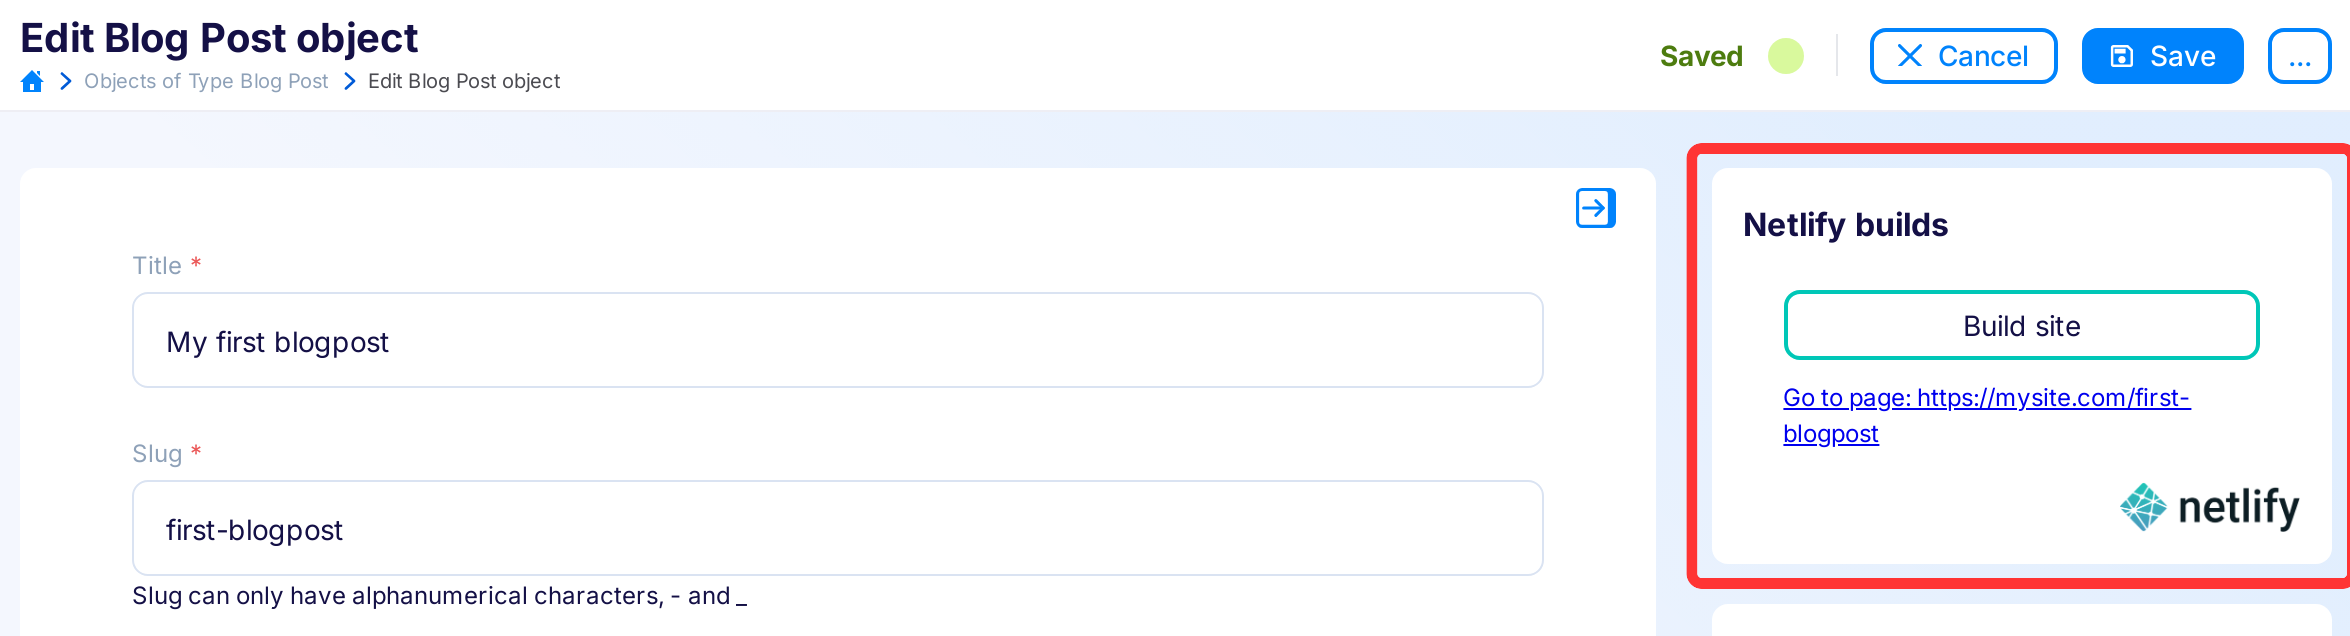 Edit Blog Post object
Objects of Type Blog Post Edit Blog Post object
Saved
Cancel
Save
...
Title *
My first blogpost
Slug *
first-blogpost
Slug can only have alphanumerical characters, - and _
Netlify builds
Build site
Go to page: https://mysite.com/first-
blogpost
netlify